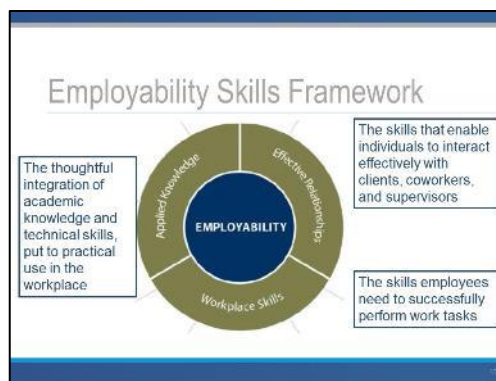 Employability Skills Framework
The thoughtful
integration of
academic
knowledge and
technical skills,
put to practical
use in the
workplace
Applied Knowledge
Effective Relationships
EMPLOYABILITY
Workplace Skills
The skills that enable
individuals to interact
effectively with
clients, coworkers,
and supervisors
The skills employees
need to successfully
perform work tasks